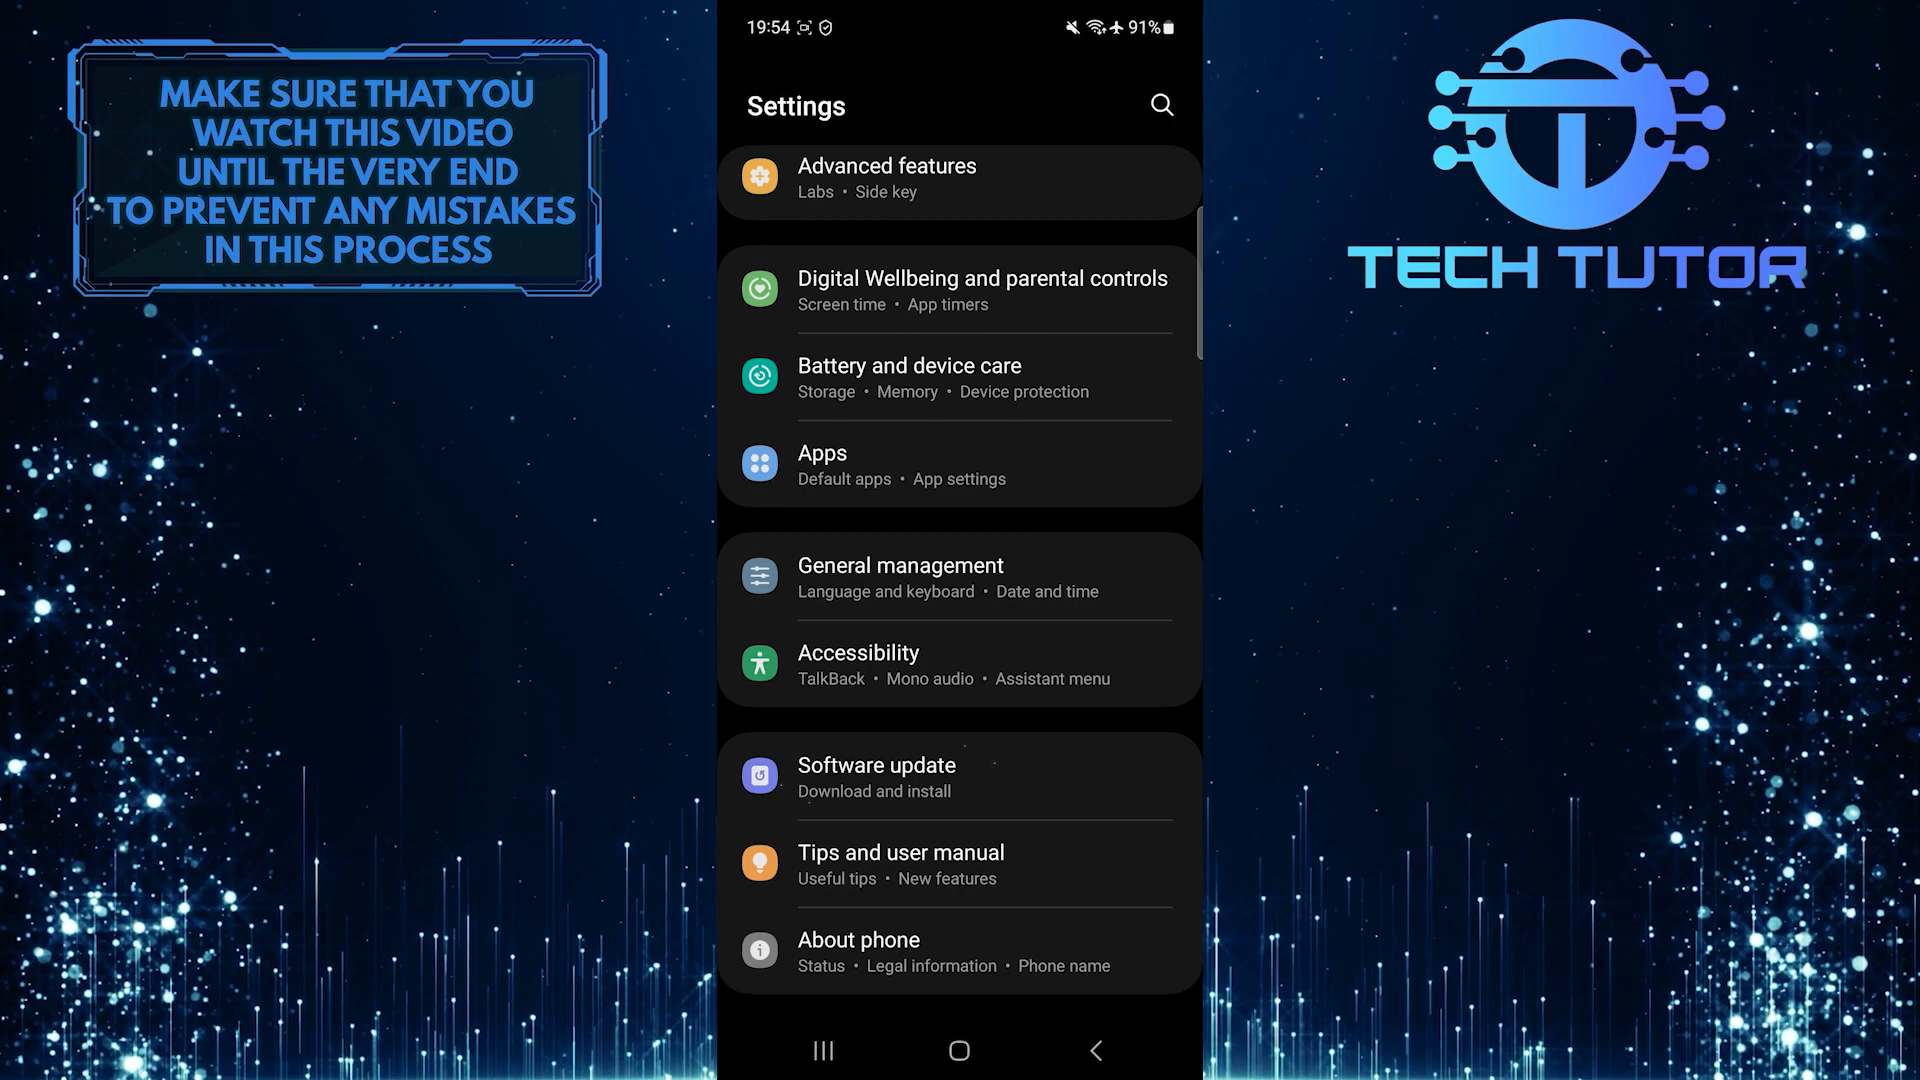 MAKE SURE THAT YOU
WATCH THIS VIDEO
UNTIL THE VERY END
TO PREVENT ANY MISTAKES
IN THIS PROCESS
19:54
91%
Settings
Advanced features
Labs • Side key
Digital Wellbeing and parental controls
Screen time • App timers
Battery and device care
Storage • Memory • Device protection
Apps
Default apps • App settings
General management
Language and keyboard • Date and time
Accessibility
TalkBack • Mono audio • Assistant menu
Software update
Download and install
Tips and user manual
Useful tips • New features
About phone
Status • Legal information • Phone name
TECH TUTOR